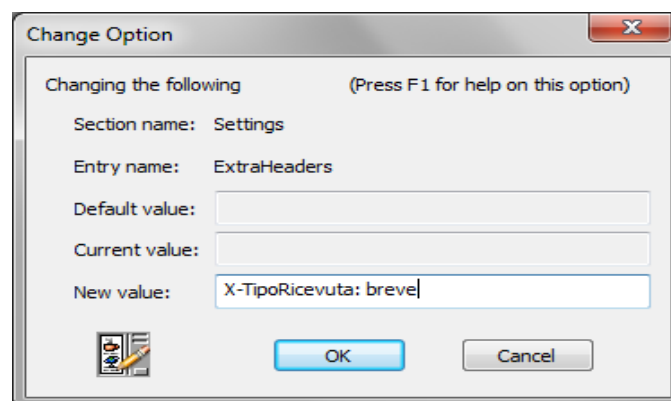 Change Option
Changing the following (Press F1 for help on this option)
Section name: Settings
Entry name: ExtraHeaders
Default value:
Current value:
New value: X-TipoRicevuta: breve
OK Cancel